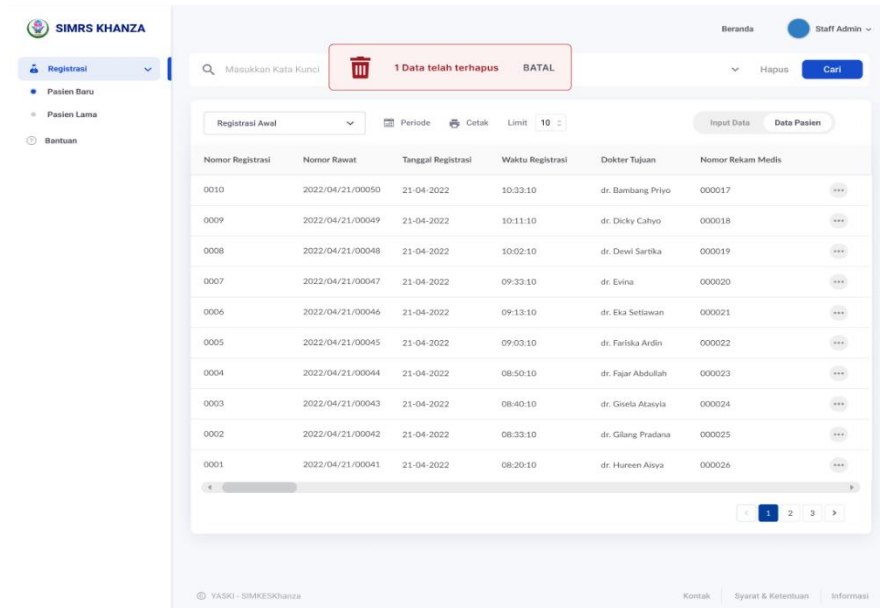 SIMRS KHANZA
Beranda
Staff Admin
Registrasi
Pasien Baru
Pasien Lama
Bantuan
Masukkan Kata Kunci
1 Data telah terhapus BATAL
Hapus Cari
Registrasi Awal Periode Cetak Limit 10 Input Data Data Pasien
Nomor Registrasi Nomor Rawat Tanggal Registrasi Waktu Registrasi Dokter Tujuan Nomor Rekam Medis
0010 2022/04/21/00050 21-04-2022 10:33:10 dr. Bambang Priyo 000017
0009 2022/04/21/00049 21-04-2022 10:11:10 dr. Dicky Cahyo 000018
0008 2022/04/21/00048 21-04-2022 10:02:10 dr. Dewi Sartika 000019
0007 2022/04/21/00047 21-04-2022 09:33:10 dr. Evina 000020
0006 2022/04/21/00046 21-04-2022 09:13:10 dr. Eka Setiawan 000021
0005 2022/04/21/00045 21-04-2022 09:03:10 dr. Fariska Ardin 000022
0004 2022/04/21/00044 21-04-2022 08:50:10 dr. Fajar Abdullah 000023
0003 2022/04/21/00043 21-04-2022 08:40:10 dr. Gisela Atasyia 000024
0002 2022/04/21/00042 21-04-2022 08:33:10 dr. Gilang Pradana 000025
0001 2022/04/21/00041 21-04-2022 08:20:10 dr. Hureen Aisya 000026
< 1 2 3 >
© YASKI - SIMKESKhanza Kontak Syarat & Ketentuan Informasi